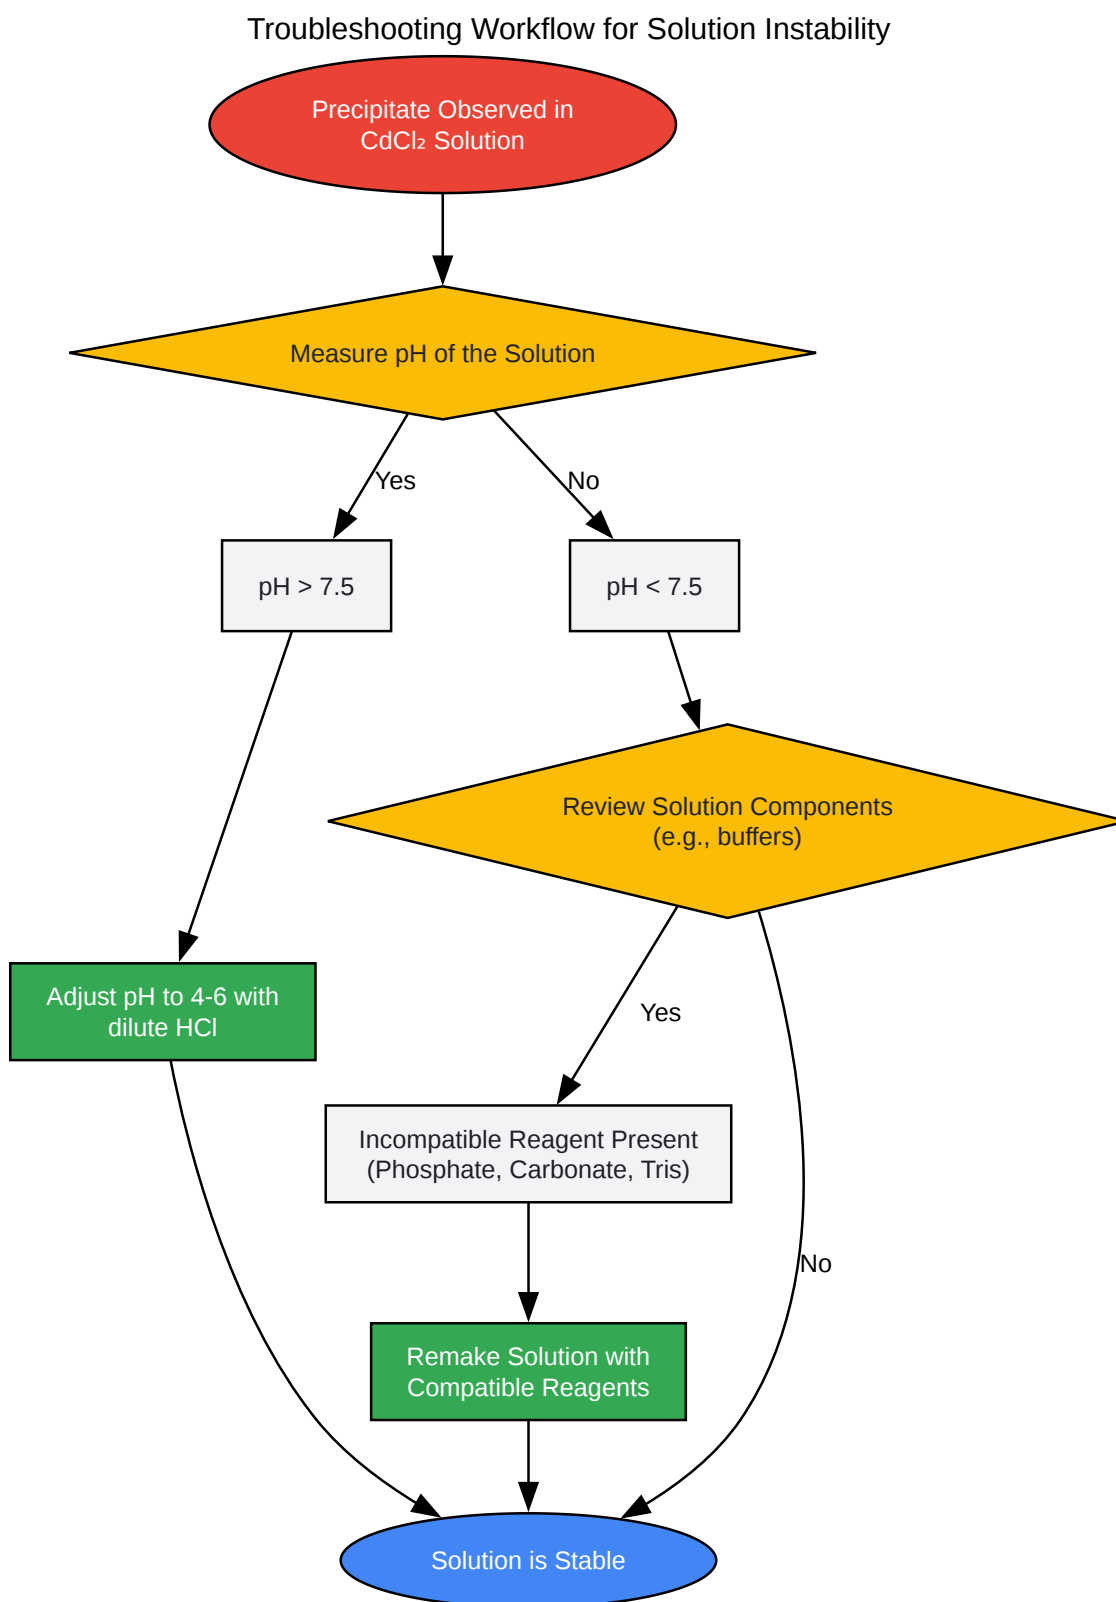 Troubleshooting Workflow for Solution Instability
Precipitate Observed in
CdCl₂ Solution
Measure pH of the Solution
Yes
No
pH > 7.5
pH < 7.5
Review Solution Components
(e.g., buffers)
Adjust pH to 4-6 with
dilute HCl
Yes
Incompatible Reagent Present
(Phosphate, Carbonate, Tris)
No
Remake Solution with
Compatible Reagents
Solution is Stable